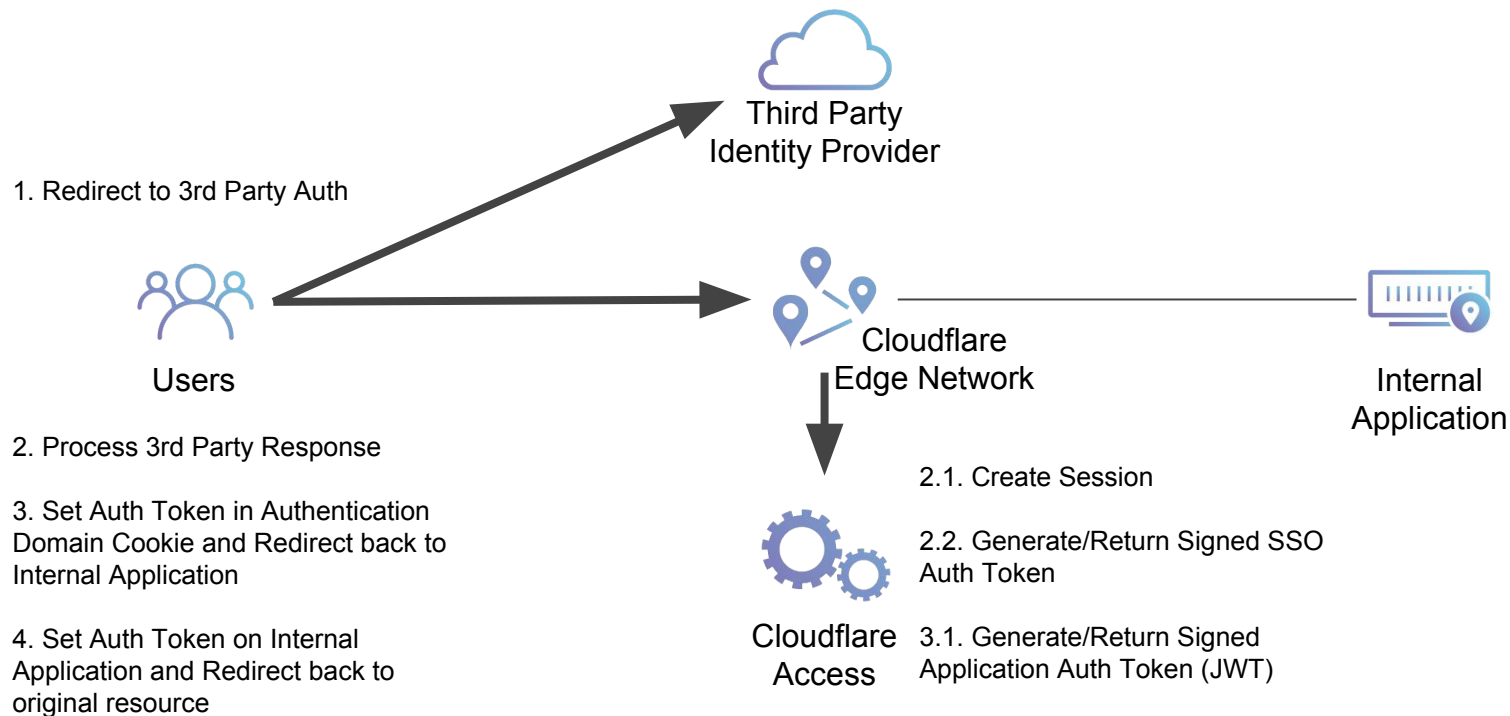 Third Party
Identity Provider
1. Redirect to 3rd Party Auth
Users
Cloudflare
Edge Network
Internal
Application
2. Process 3rd Party Response
3. Set Auth Token in Authentication
Domain Cookie and Redirect back to
Internal Application
4. Set Auth Token on Internal
Application and Redirect back to
original resource
Cloudflare
Access
2.1. Create Session
2.2. Generate/Return Signed SSO
Auth Token
3.1. Generate/Return Signed
Application Auth Token (JWT)